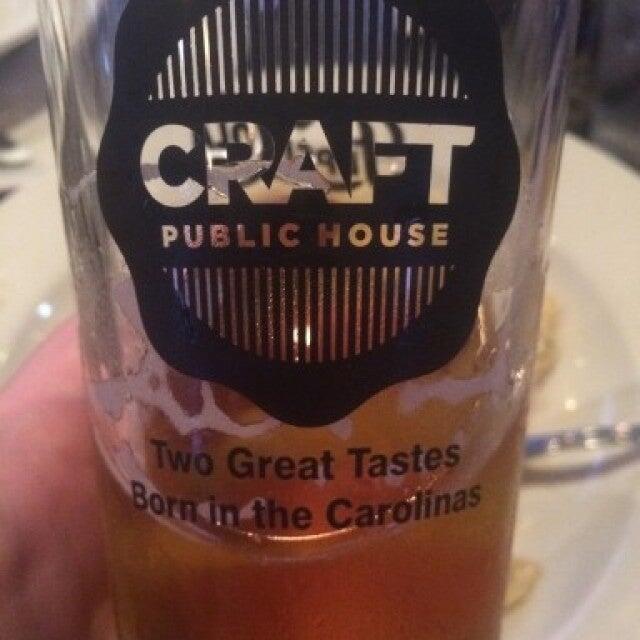 CRAFT
PUBLIC HOUSE
Two Great Tastes
Born in the Carolinas